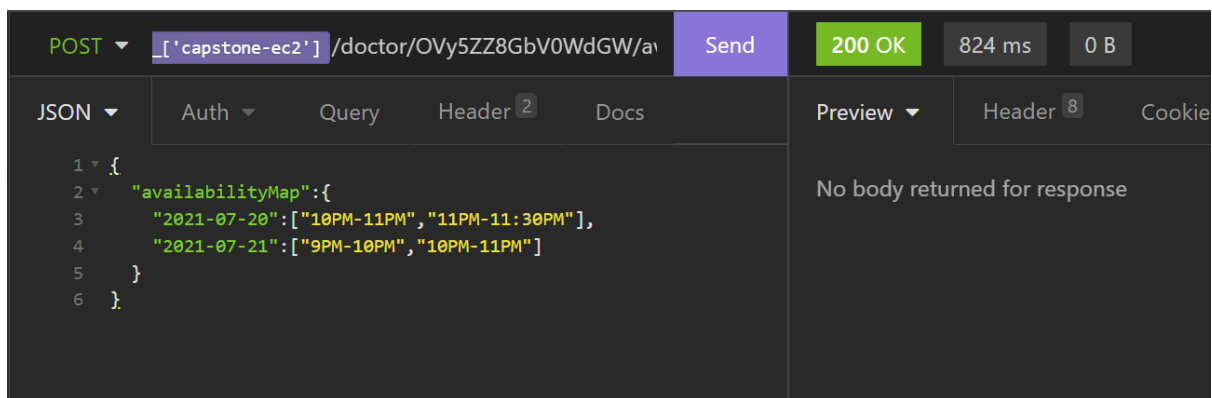 POST _['capstone-ec2'] /doctor/OVy5ZZ8GbV0WdGW/av Send 200 OK 824 ms 0 B
JSON Auth Query Header 2 Docs Preview Header 8 Cookie
1 {
2 "availabilityMap":{
3 "2021-07-20":["10PM-11PM","11PM-11:30PM"],
4 "2021-07-21":["9PM-10PM","10PM-11PM"]
5 }
6 }
No body returned for response